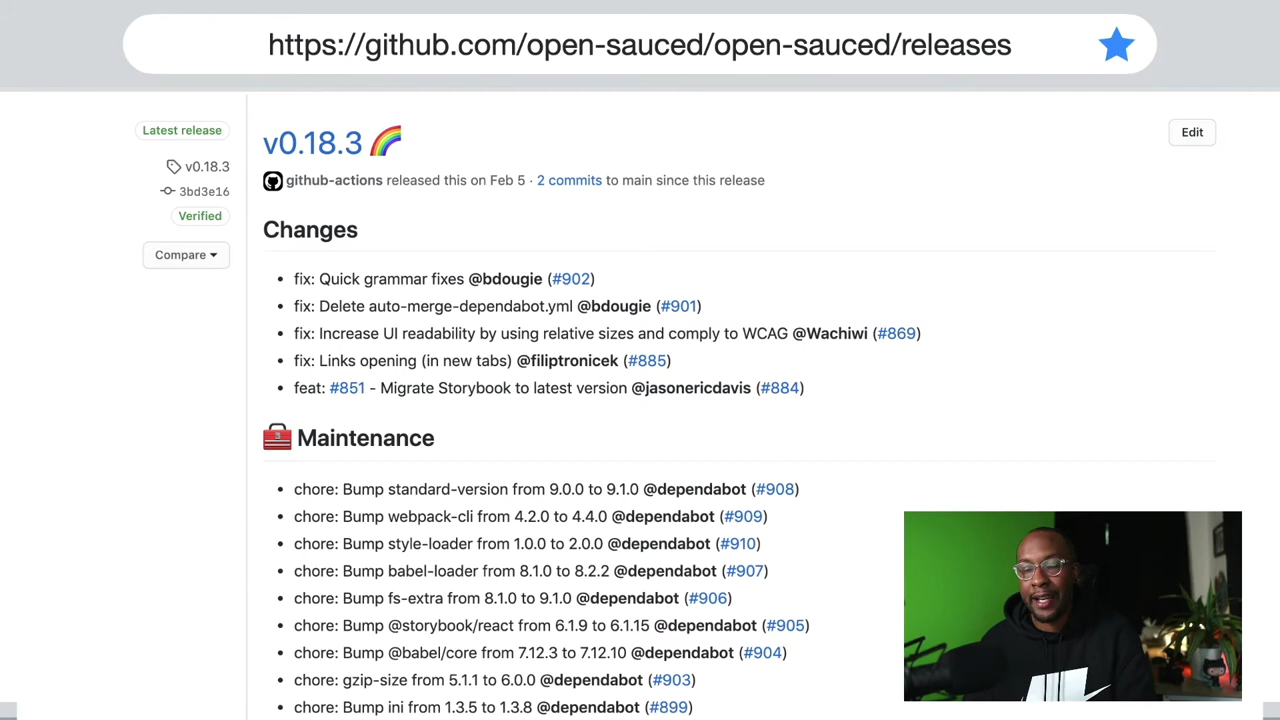 https://github.com/open-sauced/open-sauced/releases
Latest release
v0.18.3
3bd3e16
Verified
Compare
v0.18.3 🌈
Edit
github-actions released this on Feb 5 · 2 commits to main since this release
Changes
• fix: Quick grammar fixes @bdougie (#902)
• fix: Delete auto-merge-dependabot.yml @bdougie (#901)
• fix: Increase UI readability by using relative sizes and comply to WCAG @Wachiwi (#869)
• fix: Links opening (in new tabs) @filiptronicek (#885)
• feat: #851 - Migrate Storybook to latest version @jasonericdavis (#884)
🧰 Maintenance
• chore: Bump standard-version from 9.0.0 to 9.1.0 @dependabot (#908)
• chore: Bump webpack-cli from 4.2.0 to 4.4.0 @dependabot (#909)
• chore: Bump style-loader from 1.0.0 to 2.0.0 @dependabot (#910)
• chore: Bump babel-loader from 8.1.0 to 8.2.2 @dependabot (#907)
• chore: Bump fs-extra from 8.1.0 to 9.1.0 @dependabot (#906)
• chore: Bump @storybook/react from 6.1.9 to 6.1.15 @dependabot (#905)
• chore: Bump @babel/core from 7.12.3 to 7.12.10 @dependabot (#904)
• chore: gzip-size from 5.1.1 to 6.0.0 @dependabot (#903)
• chore: Bump ini from 1.3.5 to 1.3.8 @dependabot (#899)